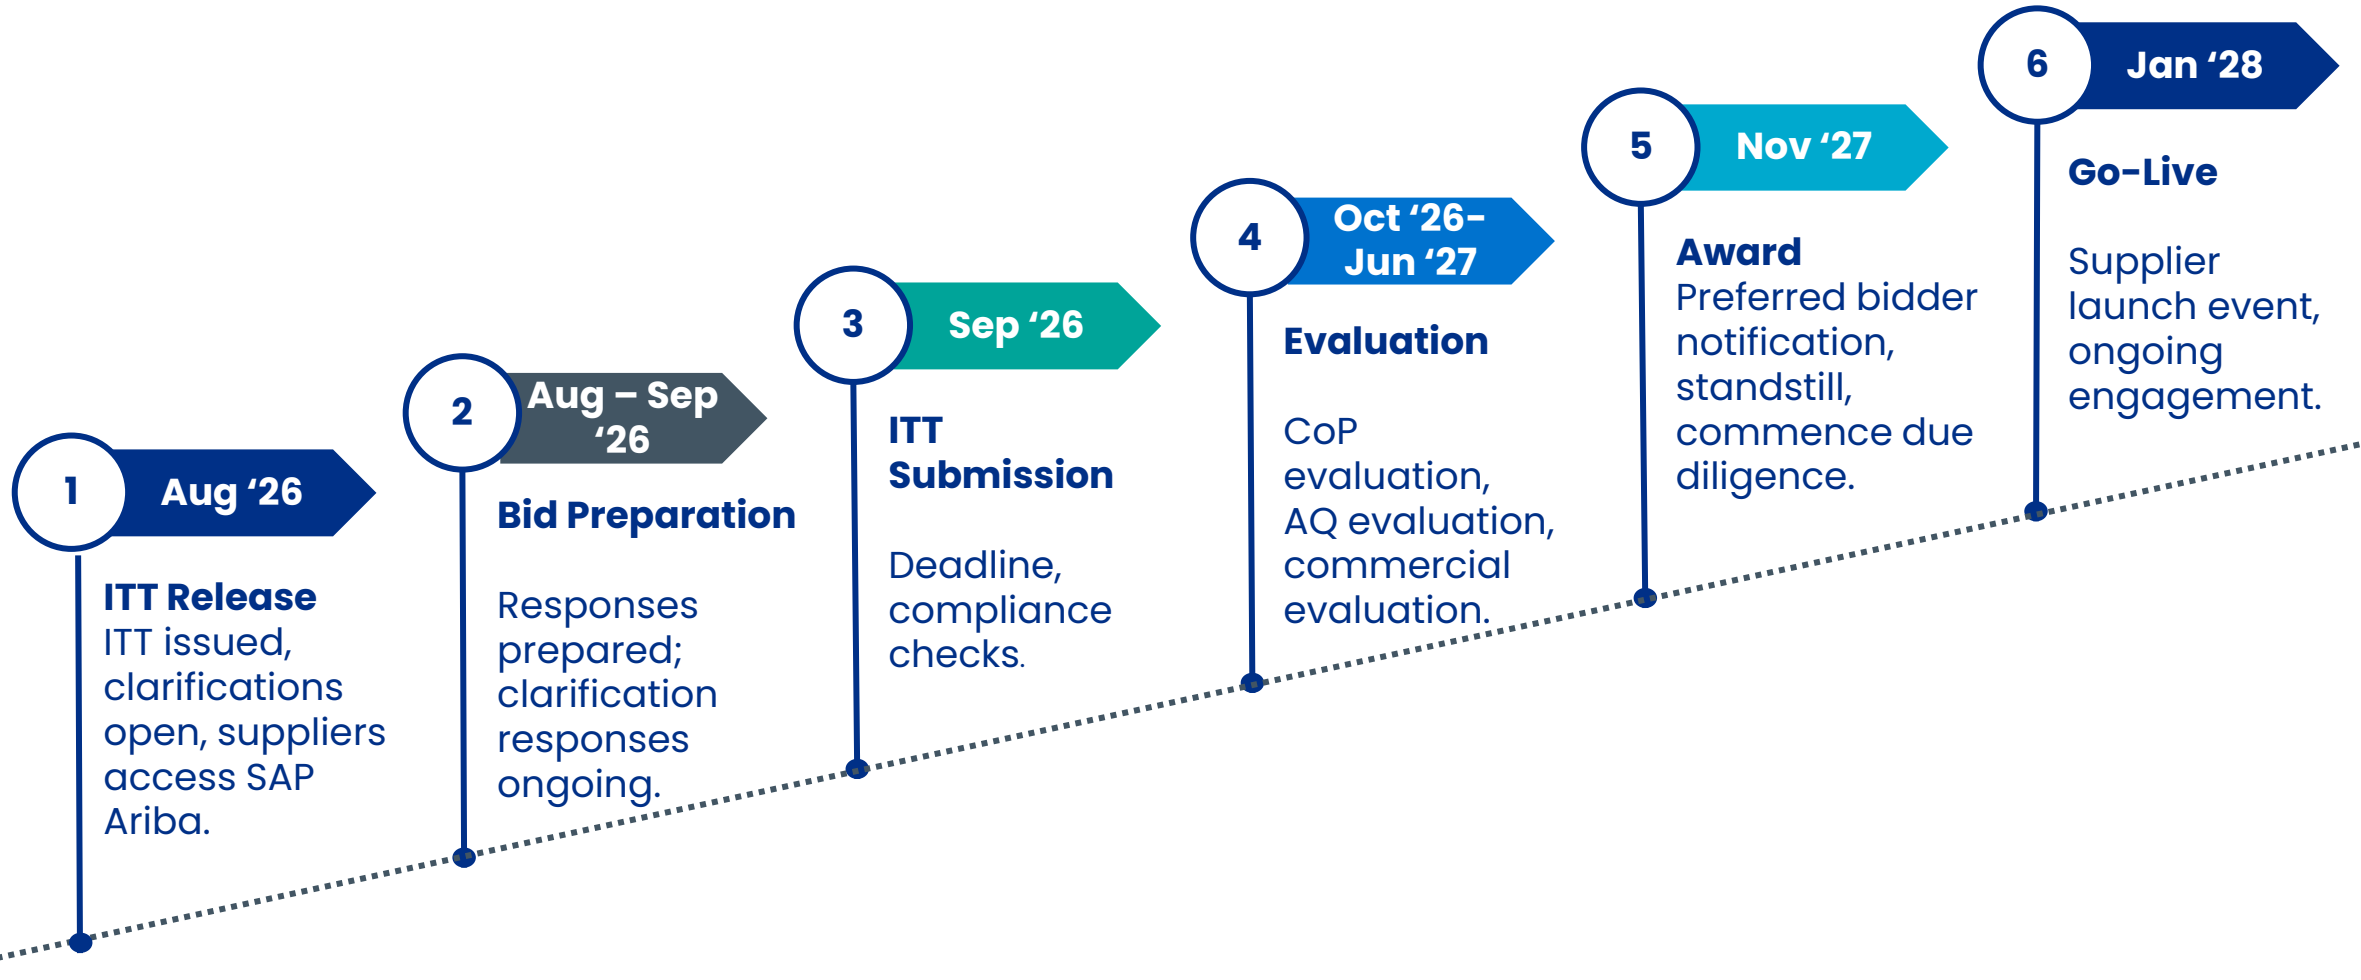 1
Aug ‘26
ITT Release
ITT issued,
clarifications
open, suppliers
access SAP
Ariba.
2
Aug – Sep
‘26
Bid Preparation
Responses
prepared;
clarification
responses
ongoing.
3
Sep ‘26
ITT
Submission
Deadline,
compliance
checks.
4
Oct ‘26-
Jun ‘27
Evaluation
CoP
evaluation,
AQ evaluation,
commercial
evaluation.
5
Nov ‘27
Award
Preferred bidder
notification,
standstill,
commence due
diligence.
6
Jan ‘28
Go-Live
Supplier
launch event,
ongoing
engagement.